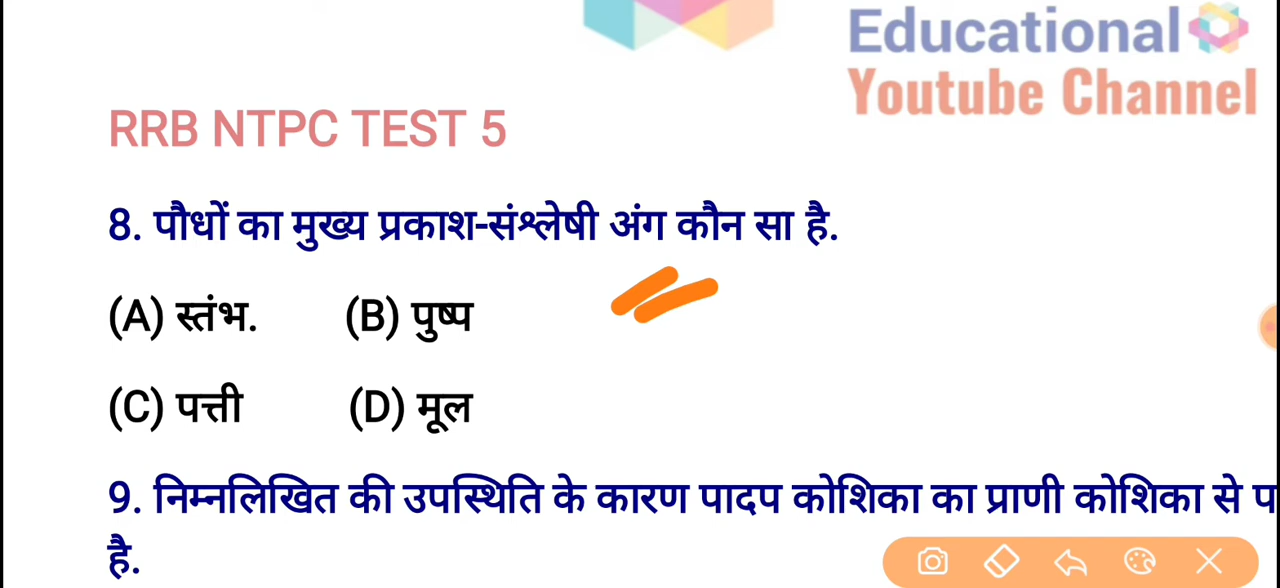 Educational
Youtube Channel
RRB NTPC TEST 5
8. पौधों का मुख्य प्रकाश-संश्लेषी अंग कौन सा है.
(A) स्तंभ. (B) पुष्प
(C) पत्ती (D) मूल
9. निम्नलिखित की उपस्थिति के कारण पादप कोशिका का प्राणी कोशिका से
है.